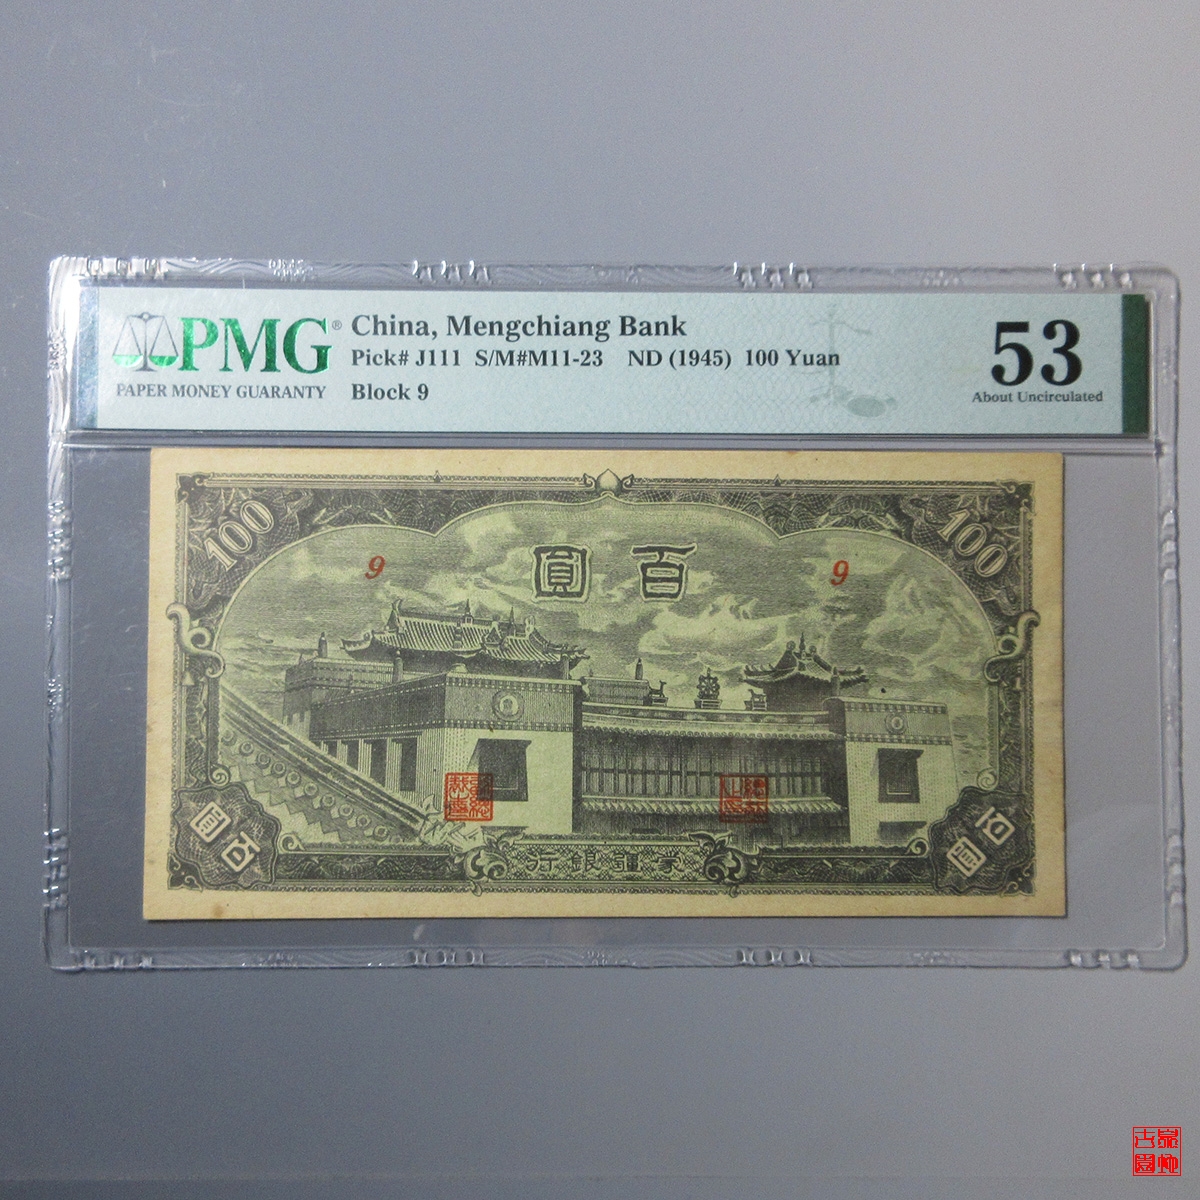 PMG®
PAPER MONEY GUARANTY
China, Mengchiang Bank
Pick# J111 S/M#M11-23 ND (1945) 100 Yuan
Block 9
53
About Uncirculated
100
100
9
百圓
9
百圓
蒙疆銀行
百圓